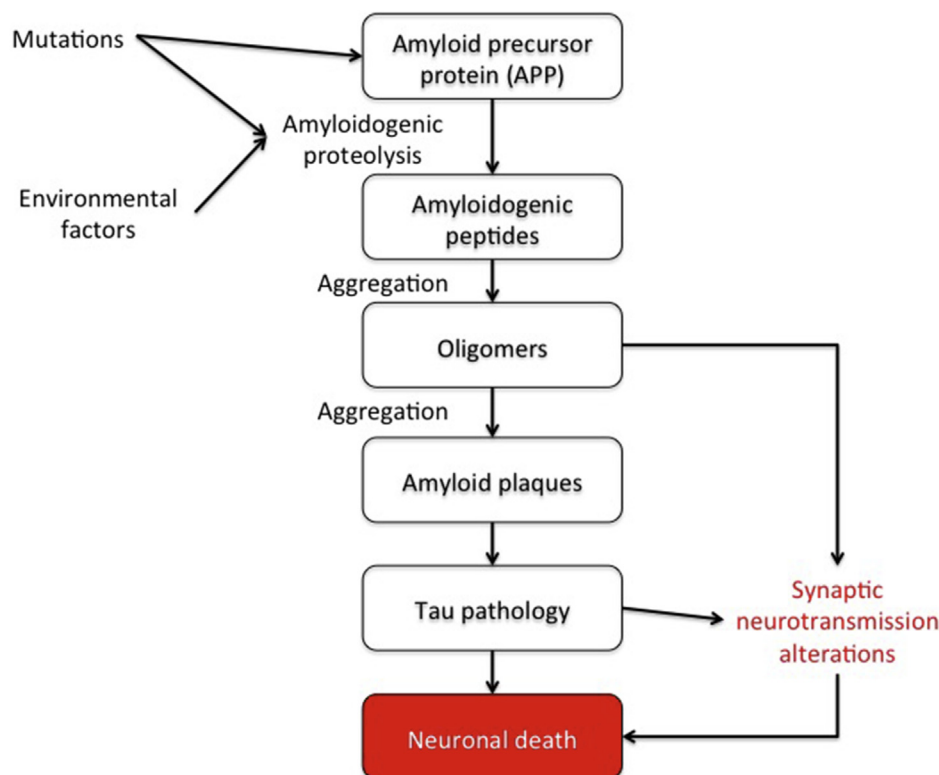 Mutations
Amyloid precursor
protein (APP)
Amyloidogenic
proteolysis
Environmental
factors
Amyloidogenic
peptides
Aggregation
Oligomers
Aggregation
Amyloid plaques
Tau pathology
Synaptic
neurotransmission
alterations
Neuronal death